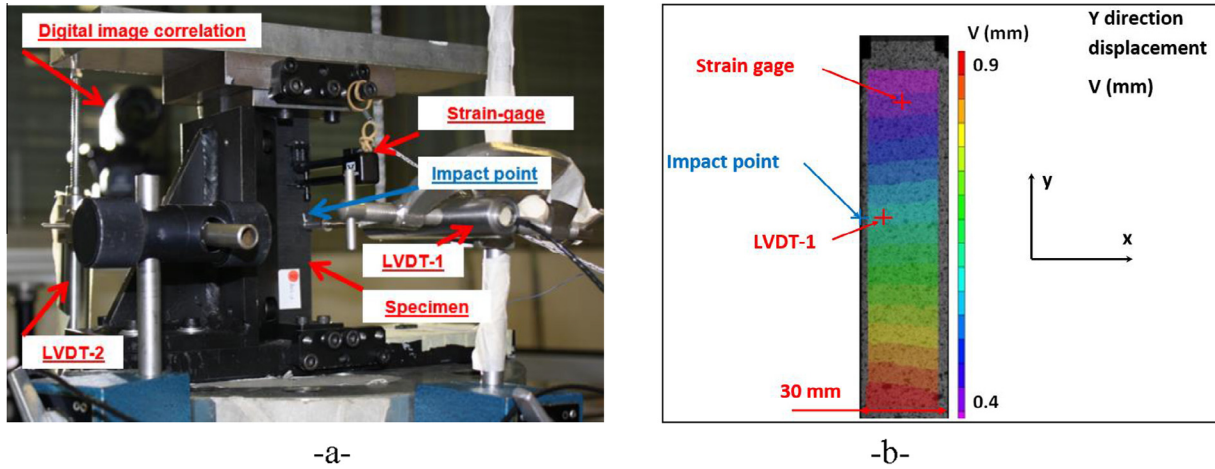 Digital image correlation
Strain-gage
Impact point
LVDT-1
Specimen
LVDT-2
-a-
V (mm)
0.9
0.4
Y direction
displacement
V (mm)
Strain gage
Impact point
LVDT-1
y
x
30 mm
-b-